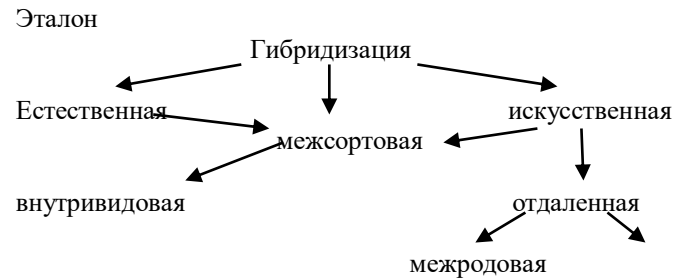 Эталон
Гибридизация
Естественная искусственная
межсортовая
внутривидовая отдаленная
межродовая